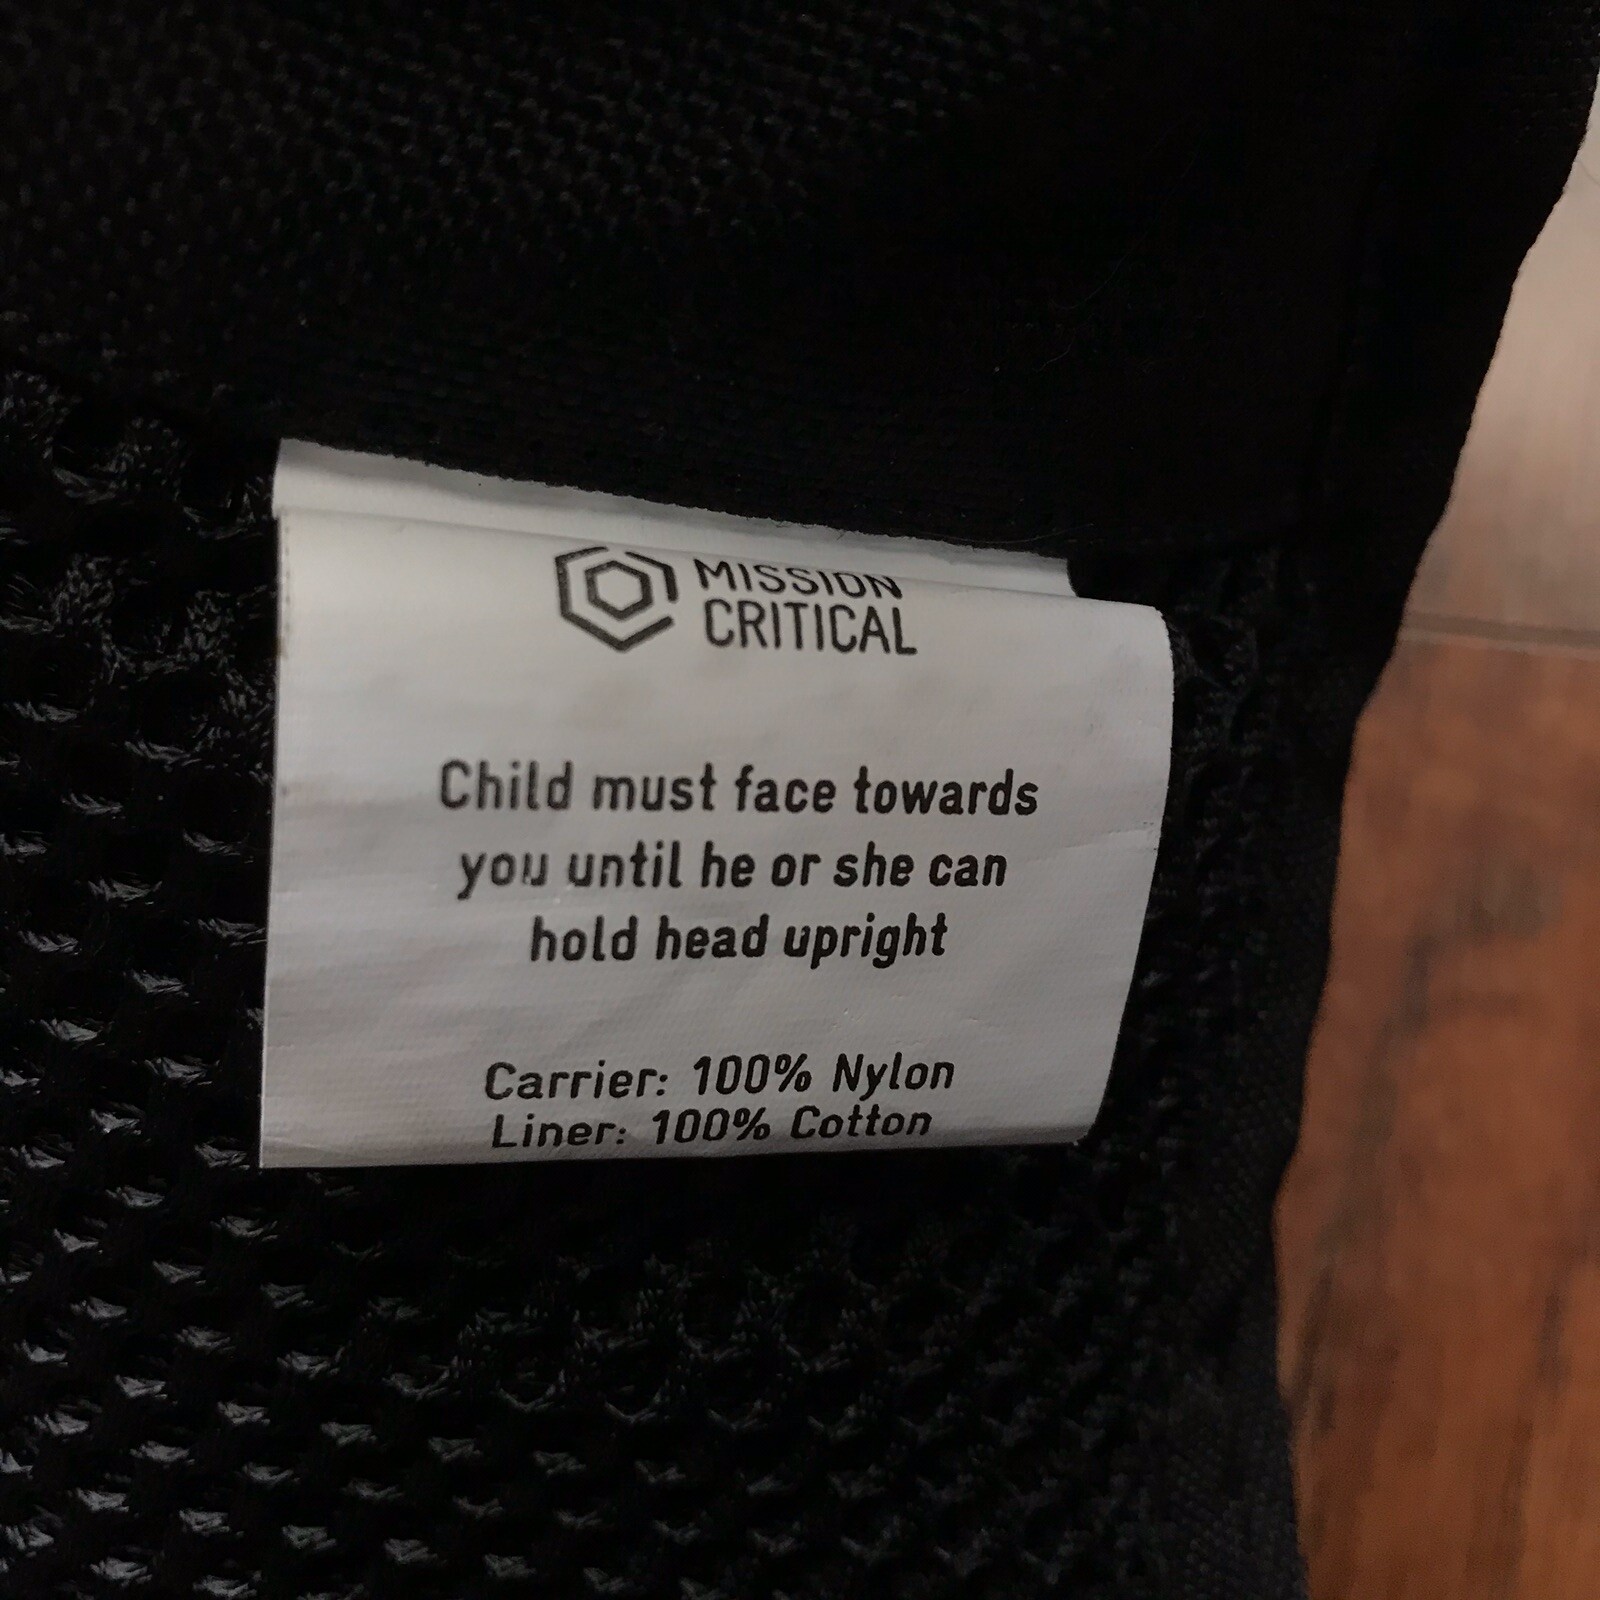 MISSION
CRITICAL
Child must face towards
you until he or she can
hold head upright
Carrier: 100% Nylon
Liner: 100% Cotton